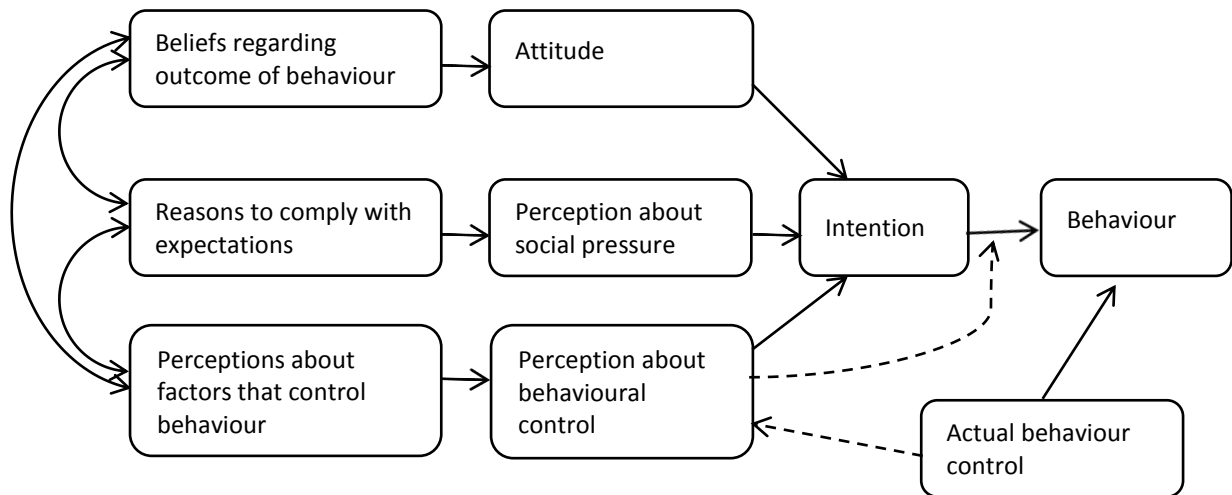 Beliefs regarding
outcome of behaviour
Attitude
Reasons to comply with
expectations
Perception about
social pressure
Intention
Behaviour
Perceptions about
factors that control
behaviour
Perception about
behavioural
control
Actual behaviour
control